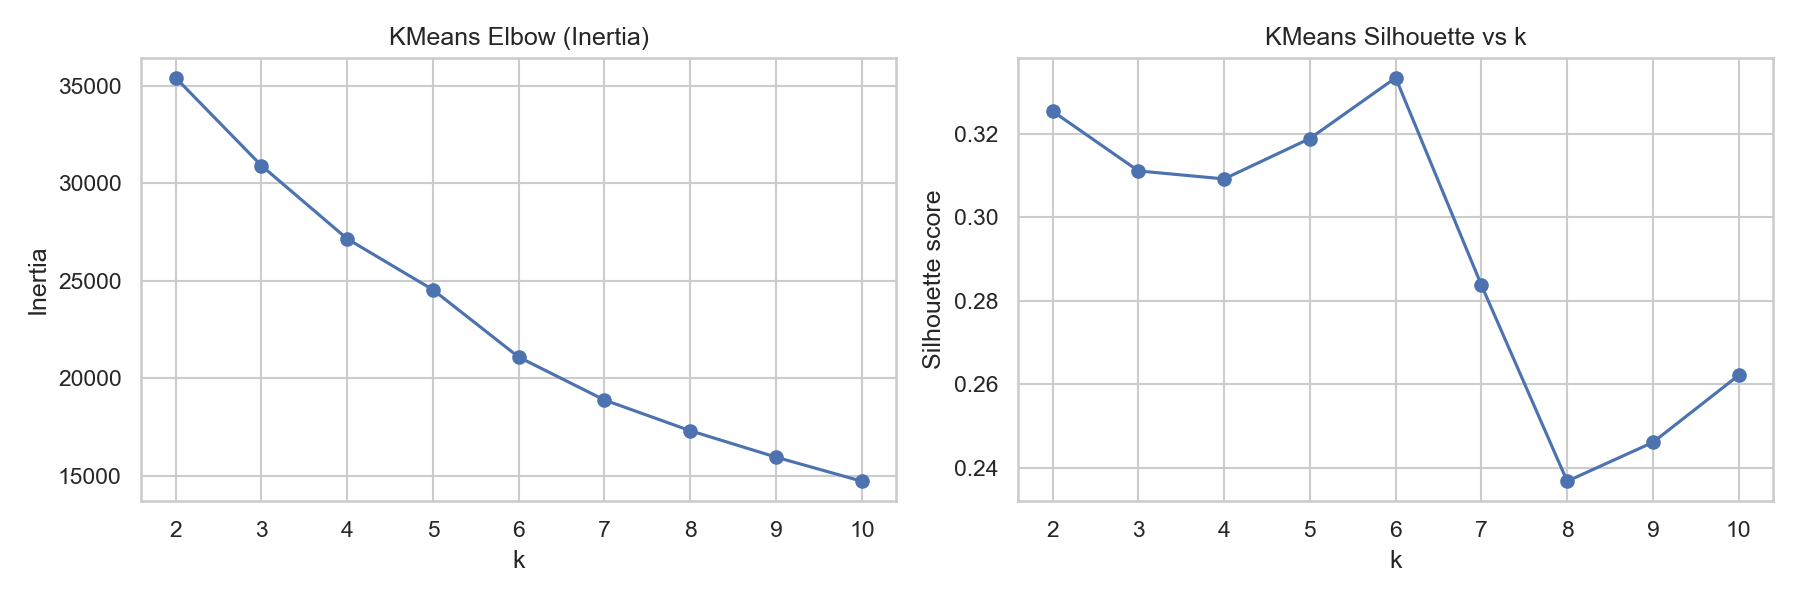 KMeans Elbow (Inertia)
35000
30000
25000
20000
15000
Inertia
2 3 4 5 6 7 8 9 10
k
KMeans Silhouette vs k
0.32
0.30
0.28
0.26
0.24
Silhouette score
2 3 4 5 6 7 8 9 10
k